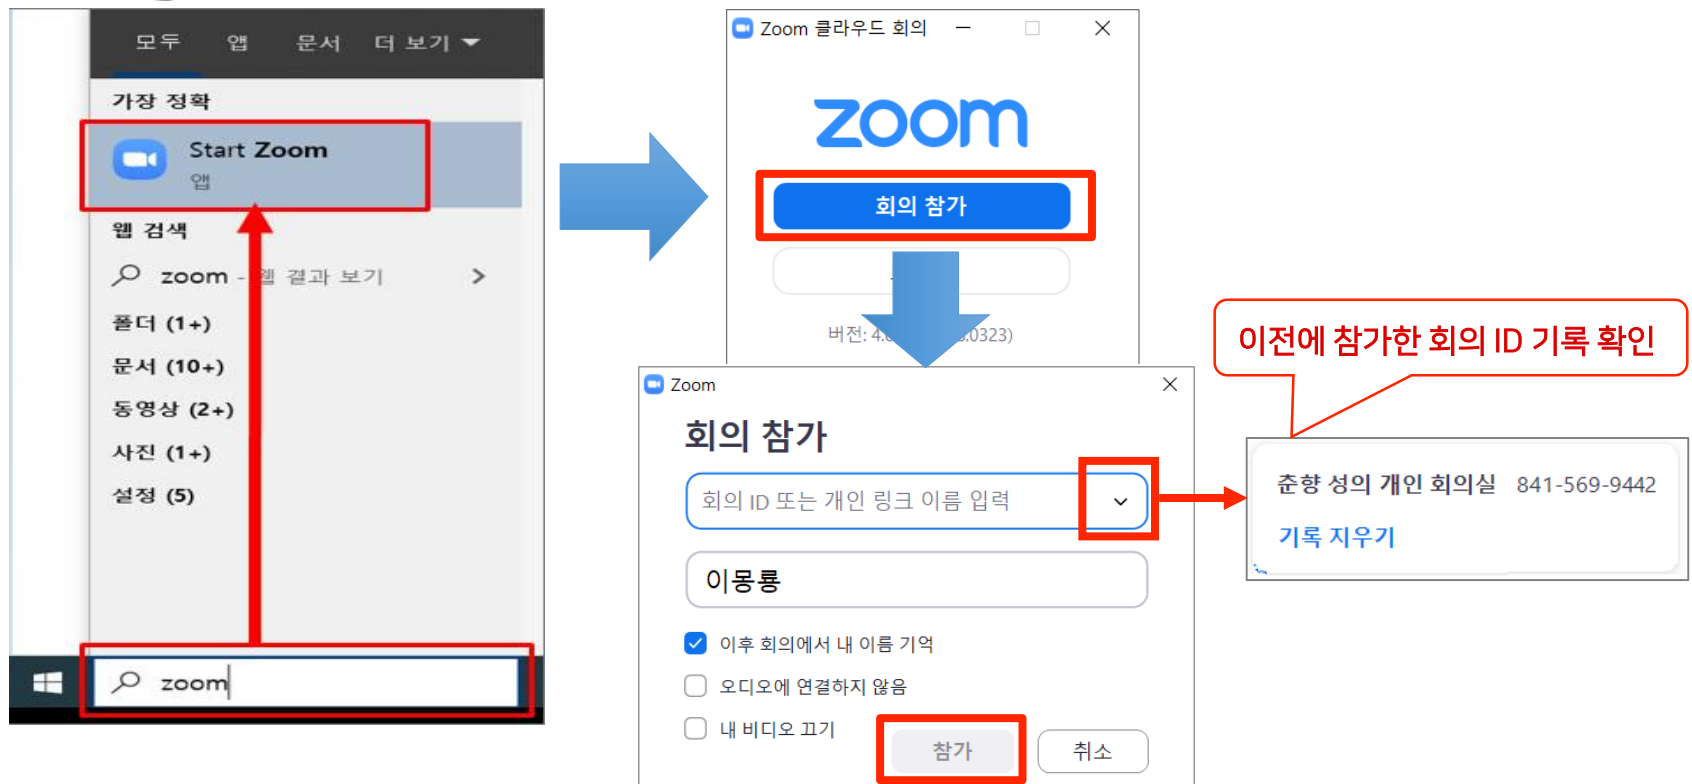 모두 앱 문서 더 보기
가장 정확
Start Zoom
앱
웹 검색
zoom - 웹 결과 보기
폴더 (1+)
문서 (10+)
동영상 (2+)
사진 (1+)
설정 (5)
zoom
Zoom 클라우드 회의
zoom
회의 참가
버전: 4.
.0323)
Zoom
회의 참가
회의 ID 또는 개인 링크 이름 입력
이몽룡
이후 회의에서 내 이름 기억
오디오에 연결하지 않음
내 비디오 끄기
참가 취소
이전에 참가한 회의 ID 기록 확인
춘향 성의 개인 회의실 841-569-9442
기록 지우기